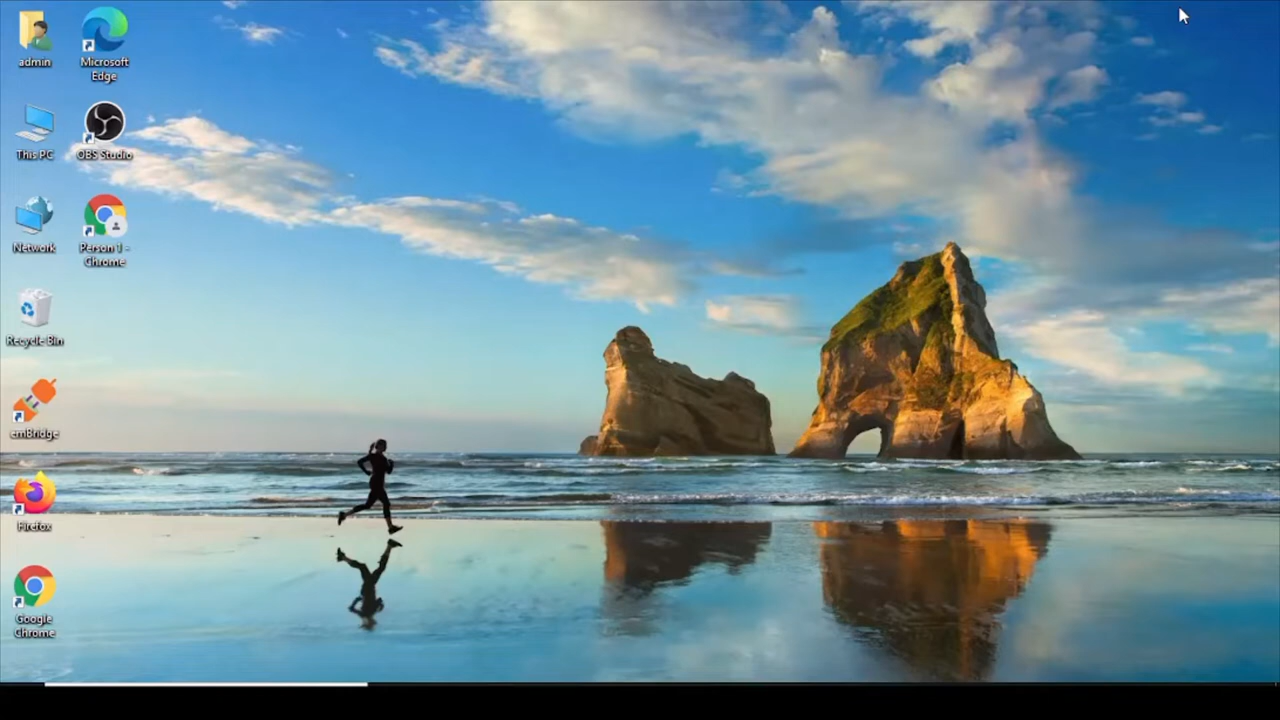 admin
Microsoft
Edge
This PC
OBS Studio
Network
Person 1 -
Chrome
Recycle Bin
emBridge
Firefox
Google
Chrome